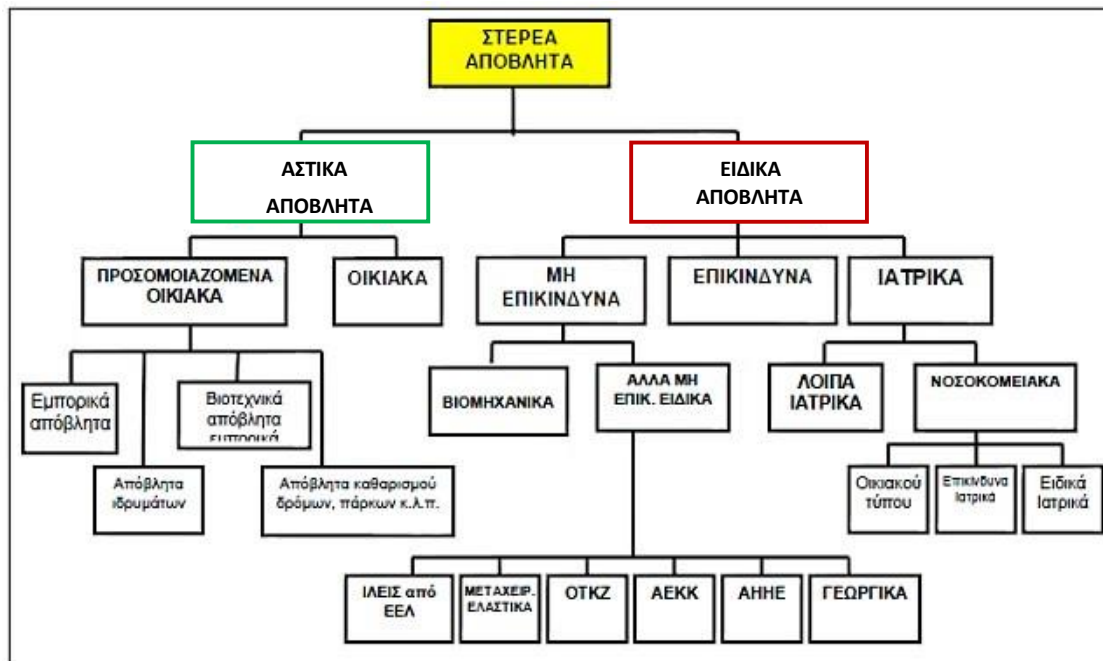 ΣΤΕΡΕΑ
ΑΠΟΒΛΗΤΑ
ΑΣΤΙΚΑ
ΑΠΟΒΛΗΤΑ
ΕΙΔΙΚΑ
ΑΠΟΒΛΗΤΑ
ΠΡΟΣΟΜΟΙΑΖΟΜΕΝΑ
ΟΙΚΙΑΚΑ
ΟΙΚΙΑΚΑ
ΜΗ
ΕΠΙΚΙΝΔΥΝΑ
ΕΠΙΚΙΝΔΥΝΑ
ΙΑΤΡΙΚΑ
Εμπορικά
απόβλητα
Βιοτεχνικά
απόβλητα
εμπορικά
ΒΙΟΜΗΧΑΝΙΚΑ
ΑΛΛΑ ΜΗ
ΕΠΙΚ. ΕΙΔΙΚΑ
ΛΟΙΠΑ
ΙΑΤΡΙΚΑ
ΝΟΣΟΚΟΜΕΙΑΚΑ
Απόβλητα
ιδρυμάτων
Απόβλητα καθαρισμού
δρόμων, πάρκων κ.λ.π.
Οικιακού
τύπου
Επικίνδυνα
Ιατρικά
Ειδικά
Ιατρικά
ΙΛΕΙΣ από
ΕΕΛ
ΜΕΤΑΧΕΙΡ.
ΕΛΑΣΤΙΚΑ
ΟΤΚΖ
ΑΕΚΚ
ΑΗΗΕ
ΓΕΩΡΓΙΚΑ